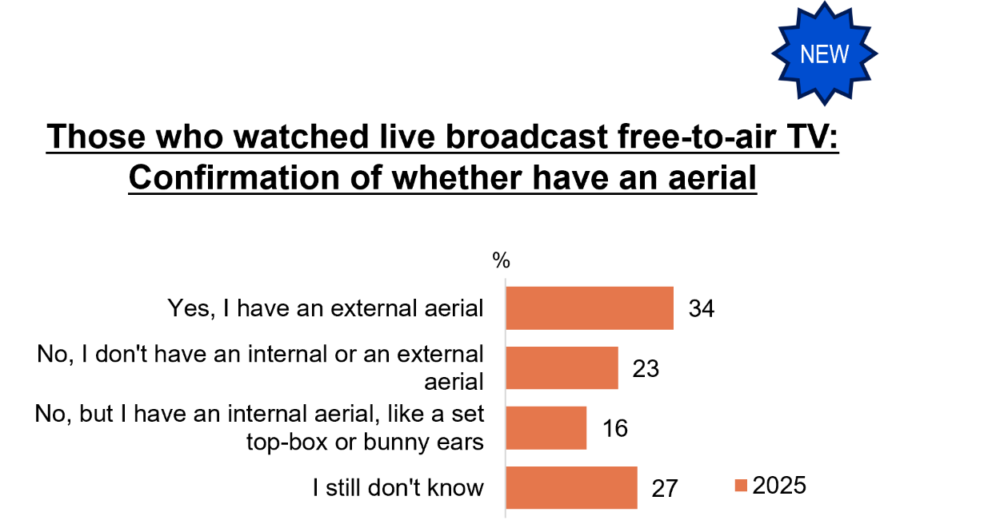 NEW
Those who watched live broadcast free-to-air TV:
Confirmation of whether have an aerial
%
Yes, I have an external aerial 34
No, I don't have an internal or an external
aerial 23
No, but I have an internal aerial, like a set
top-box or bunny ears 16
I still don't know 27
2025